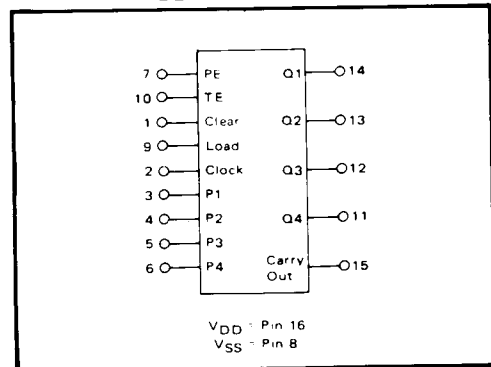 7 PE Q1 14
10 TE
1 Clear Q2 13
9 Load
2 Clock Q3 12
3 P1
4 P2 Q4 11
5 P3
6 P4 Carry Out 15
VDD = Pin 16
VSS = Pin 8